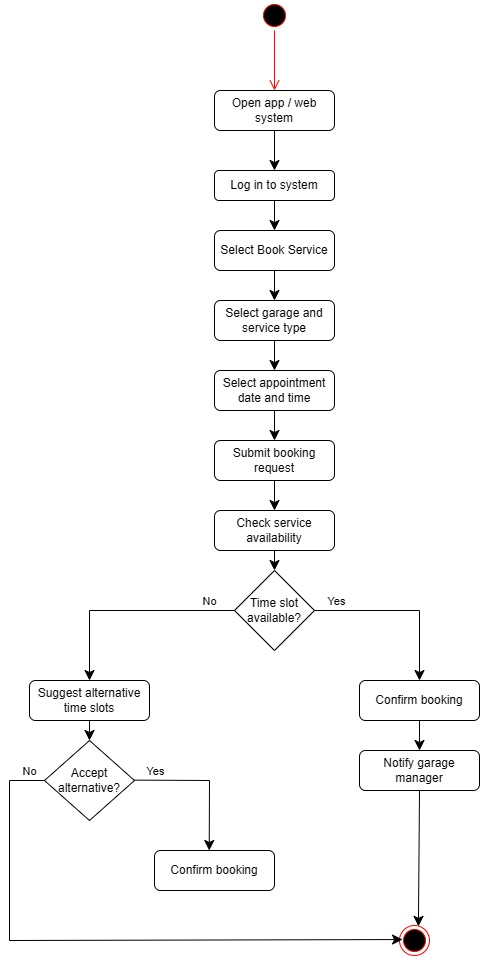 Open app / web
system
Log in to system
Select Book Service
Select garage and
service type
Select appointment
date and time
Submit booking
request
Check service
availability
No
Time slot
available?
Yes
Suggest alternative
time slots
Confirm booking
No
Accept
alternative?
Yes
Notify garage
manager
Confirm booking